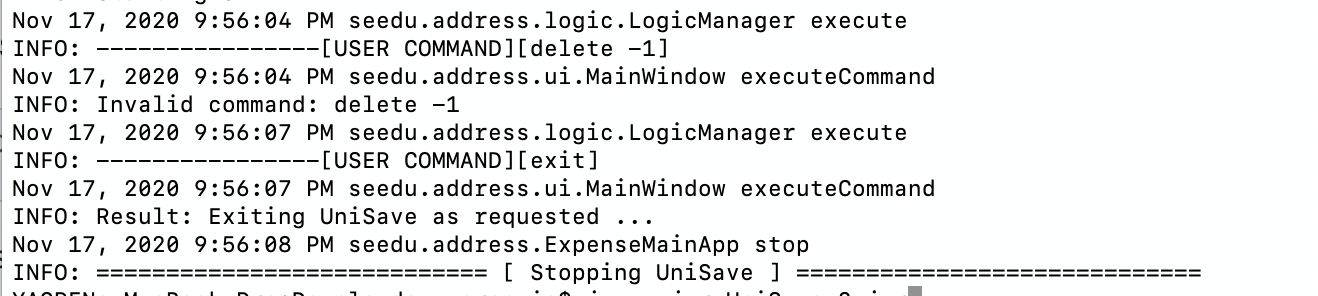 Nov 17, 2020 9:56:04 PM seedu.address.logic.LogicManager execute
INFO: ----------------[USER COMMAND][delete -1]
Nov 17, 2020 9:56:04 PM seedu.address.ui.MainWindow executeCommand
INFO: Invalid command: delete -1
Nov 17, 2020 9:56:07 PM seedu.address.logic.LogicManager execute
INFO: ----------------[USER COMMAND][exit]
Nov 17, 2020 9:56:07 PM seedu.address.ui.MainWindow executeCommand
INFO: Result: Exiting UniSave as requested ...
Nov 17, 2020 9:56:08 PM seedu.address.ExpenseMainApp stop
INFO: ============================ [ Stopping UniSave ] =============================